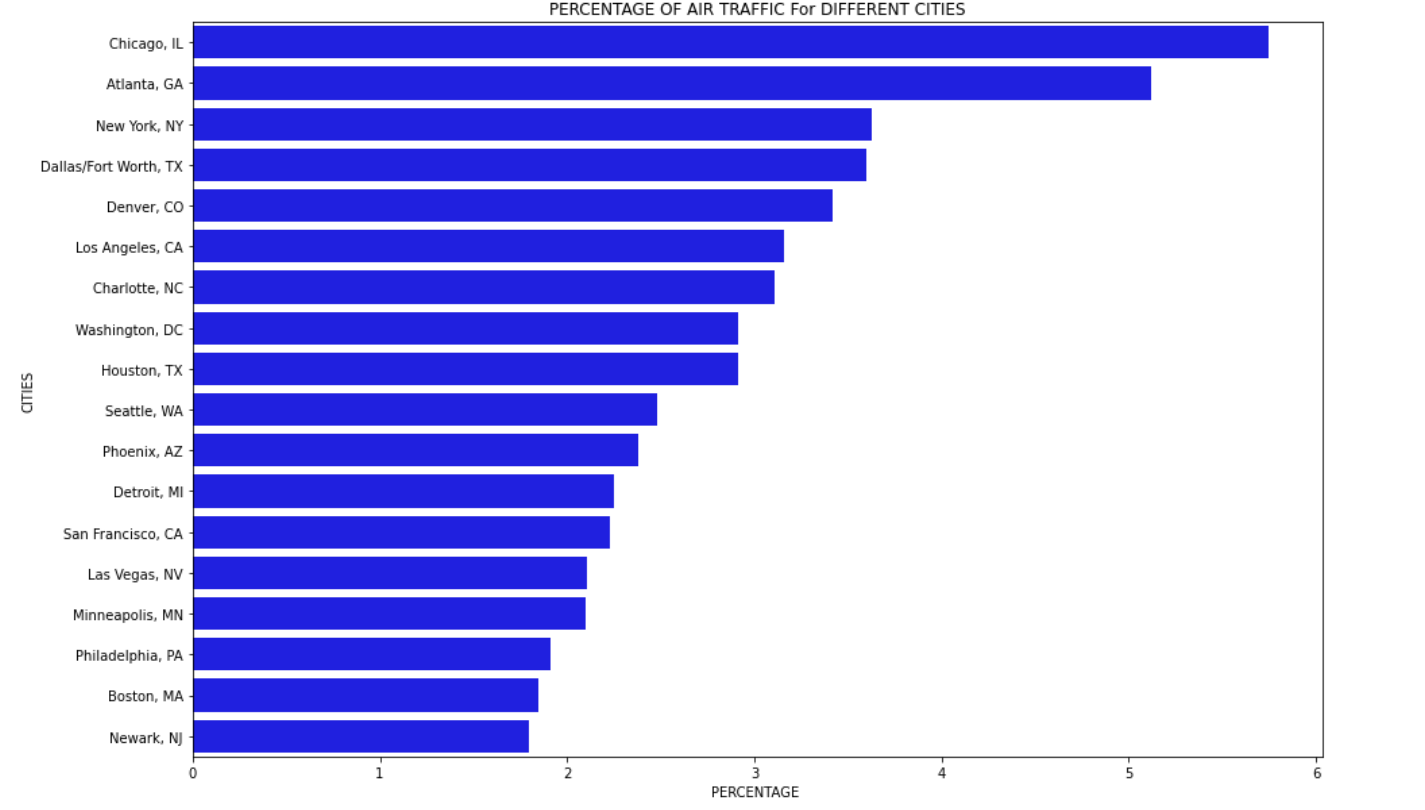 PERCENTAGE OF AIR TRAFFIC For DIFFERENT CITIES
Chicago, IL
Atlanta, GA
New York, NY
Dallas/Fort Worth, TX
Denver, CO
Los Angeles, CA
Charlotte, NC
Washington, DC
Houston, TX
Seattle, WA
Phoenix, AZ
Detroit, MI
San Francisco, CA
Las Vegas, NV
Minneapolis, MN
Philadelphia, PA
Boston, MA
Newark, NJ
CITIES
0 1 2 3 4 5 6
PERCENTAGE